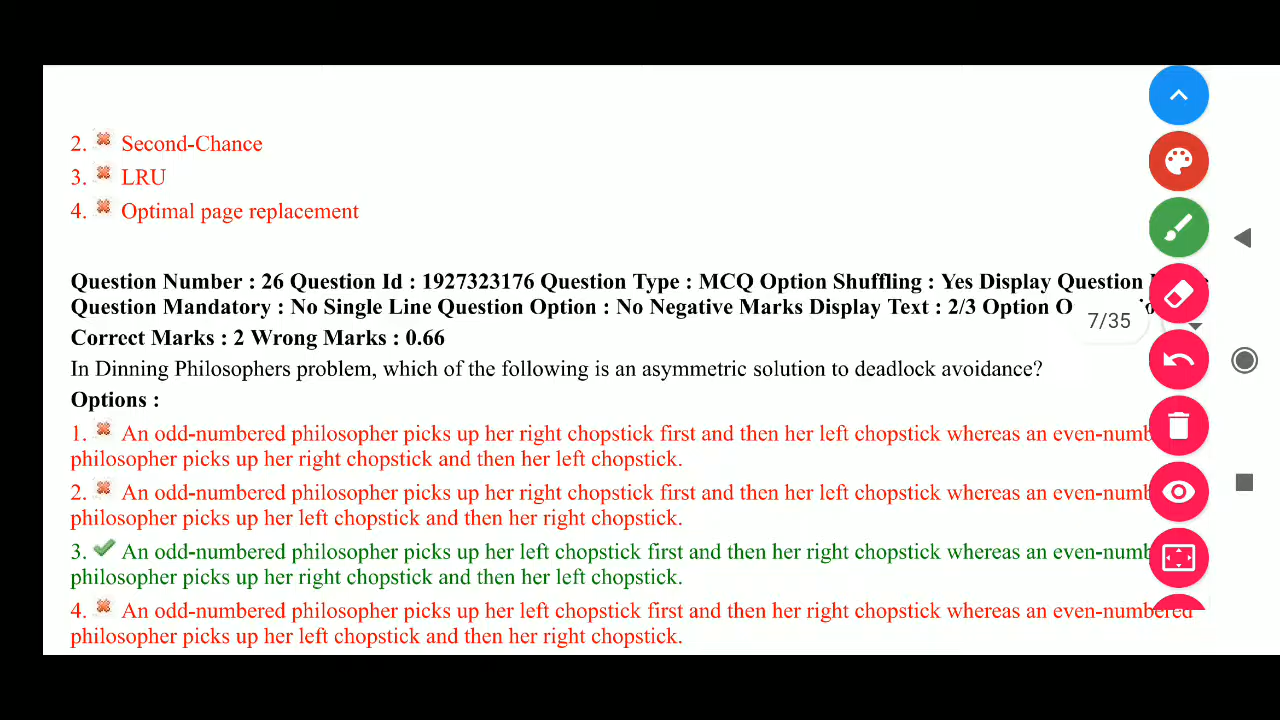 2. Second-Chance
3. LRU
4. Optimal page replacement
Question Number : 26 Question Id : 1927323176 Question Type : MCQ Option Shuffling : Yes Display Question
Question Mandatory : No Single Line Question Option : No Negative Marks Display Text : 2/3 Option
7/35
Correct Marks : 2 Wrong Marks : 0.66
In Dinning Philosophers problem, which of the following is an asymmetric solution to deadlock avoidance?
Options :
1. An odd-numbered philosopher picks up her right chopstick first and then her left chopstick whereas an
philosopher picks up her right chopstick and then her left chopstick.
2. An odd-numbered philosopher picks up her right chopstick first and then her left chopstick whereas an
philosopher picks up her left chopstick and then her right chopstick.
3. An odd-numbered philosopher picks up her left chopstick first and then her right chopstick whereas an
philosopher picks up her right chopstick and then her left chopstick.
4. An odd-numbered philosopher picks up her left chopstick first and then her right chopstick whereas an even-numbered
philosopher picks up her left chopstick and then her right chopstick.